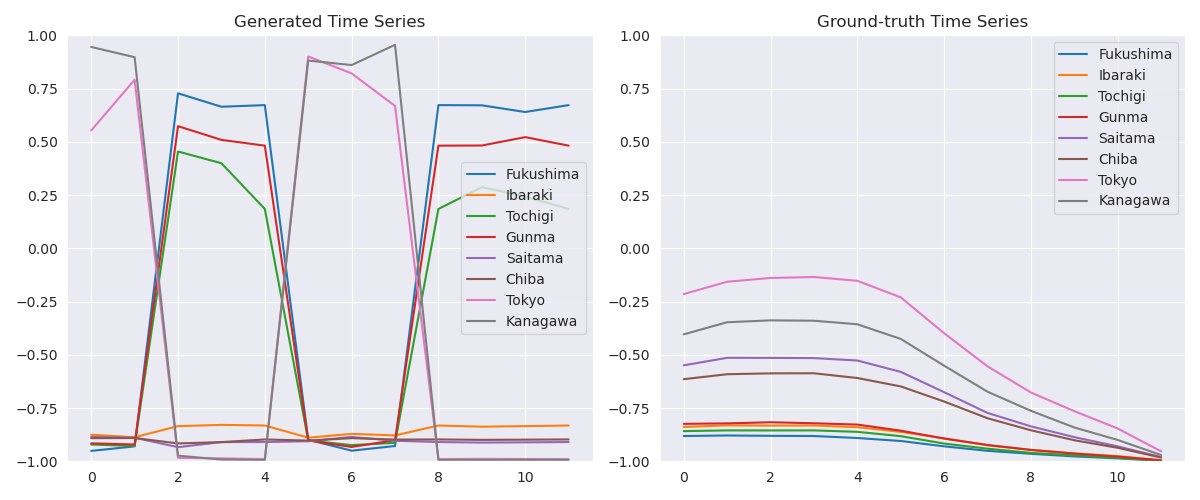 Generated Time Series
1.00
0.75
0.50
0.25
0.00
−0.25
−0.50
−0.75
−1.00
0 2 4 6 8 10
Fukushima
Ibaraki
Tochigi
Gunma
Saitama
Chiba
Tokyo
Kanagawa
Ground-truth Time Series
1.00
0.75
0.50
0.25
0.00
−0.25
−0.50
−0.75
−1.00
0 2 4 6 8 10
Fukushima
Ibaraki
Tochigi
Gunma
Saitama
Chiba
Tokyo
Kanagawa